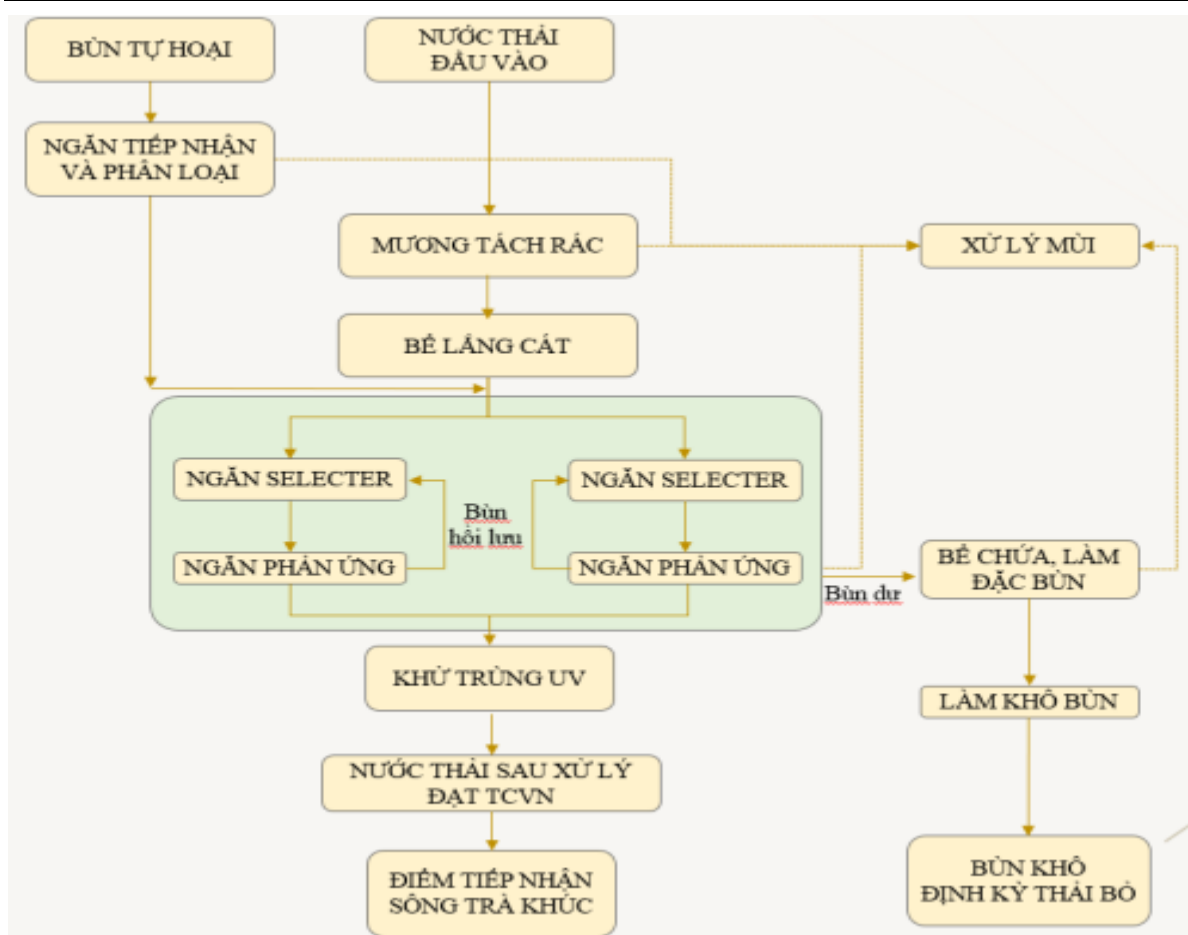 BÙN TỰ HOẠI
NƯỚC THẢI
ĐẦU VÀO
NGĂN TIẾP NHẬN
VÀ PHÂN LOẠI
MƯƠNG TÁCH RÁC
XỬ LÝ MÙI
BỂ LẮNG CÁT
NGĂN SELECTER
NGĂN SELECTER
Bùn
hồi lưu
NGĂN PHẢN ỨNG
NGĂN PHẢN ỨNG
Bùn dư
BỂ CHỨA, LÀM
ĐẶC BÙN
KHỬ TRÙNG UV
LÀM KHÔ BÙN
NƯỚC THẢI SAU XỬ LÝ
ĐẠT TCVN
ĐIỂM TIẾP NHẬN
SÔNG TRÀ KHÚC
BÙN KHÔ
ĐỊNH KỲ THẢI BỎ